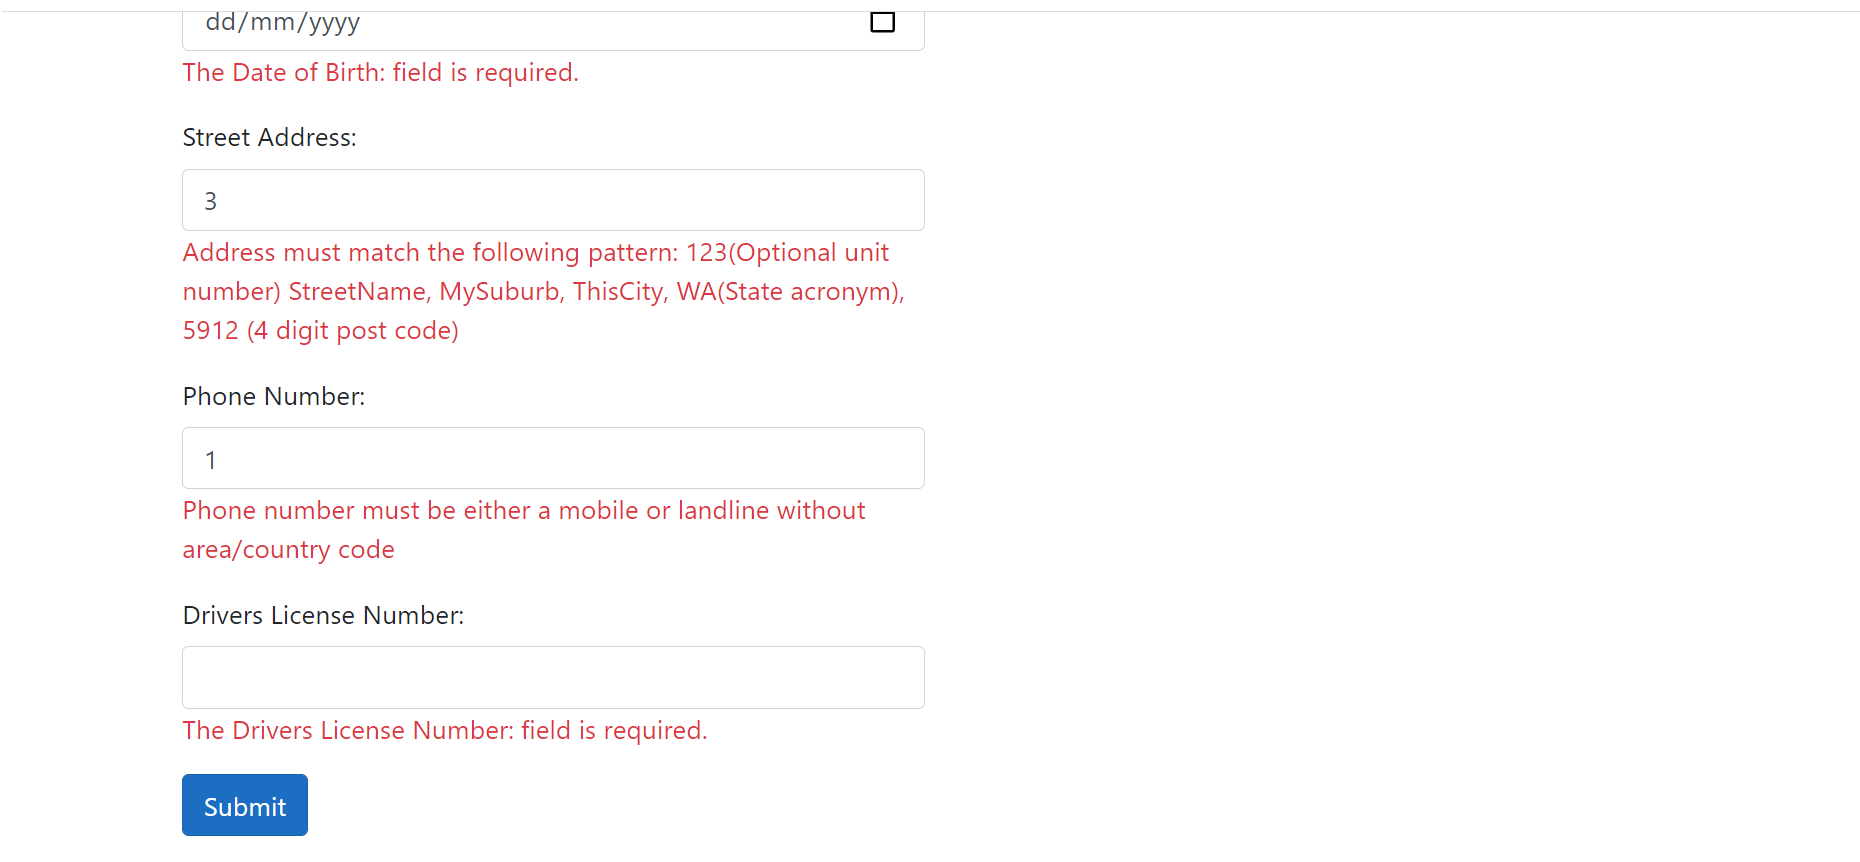 dd/mm/yyyy
The Date of Birth: field is required.
Street Address:
3
Address must match the following pattern: 123(Optional unit
number) StreetName, MySuburb, ThisCity, WA(State acronym),
5912 (4 digit post code)
Phone Number:
1
Phone number must be either a mobile or landline without
area/country code
Drivers License Number:
The Drivers License Number: field is required.
Submit